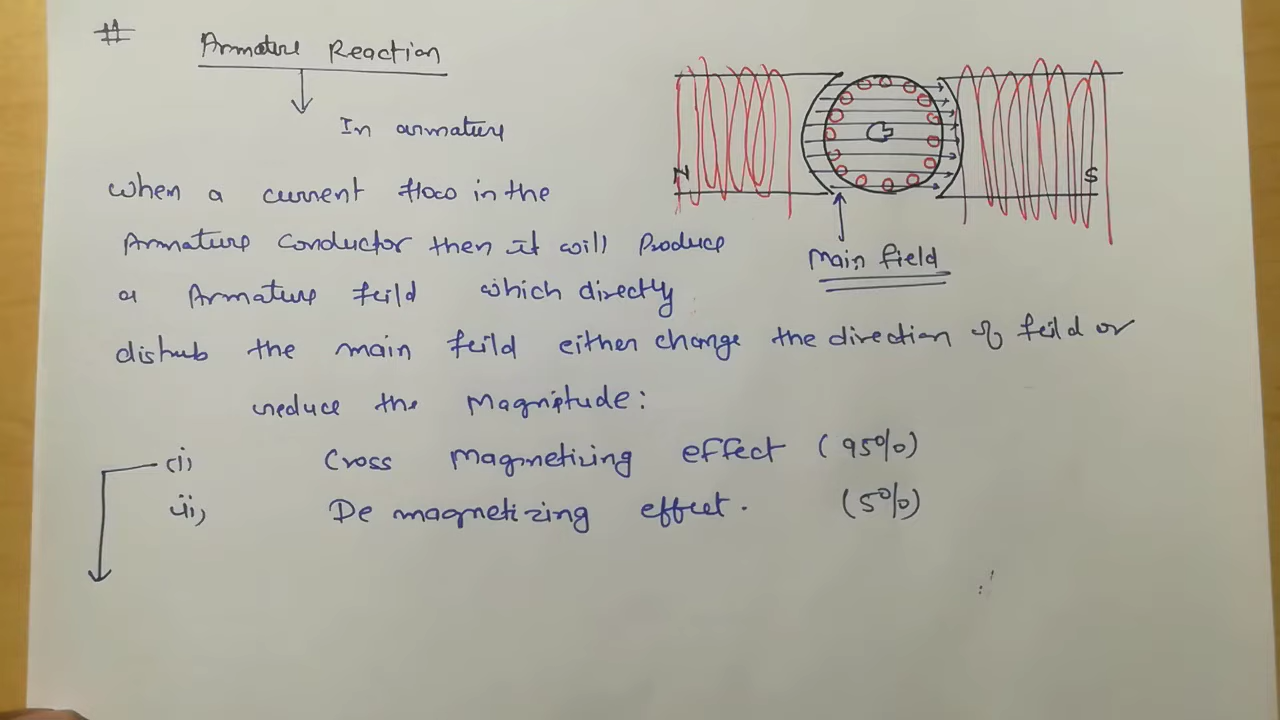 #
Armature Reaction
In armature
when a current flow in the
Armature conductor then it will produce
a Armature feild which directly
distrub the main feild either change the direction of feild or
reduce the Magnitude:
(i) Cross magnetizing effect (95%)
ii) De magnetizing effect. (5%)
N
S
G
Main field